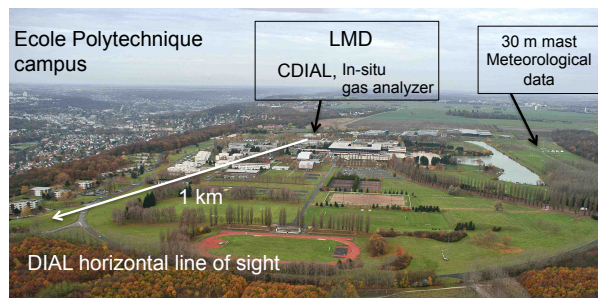 Ecole Polytechnique
campus
LMD
CDIAL, In-situ
gas analyzer
30 m mast
Meteorological
data
1 km
DIAL horizontal line of sight